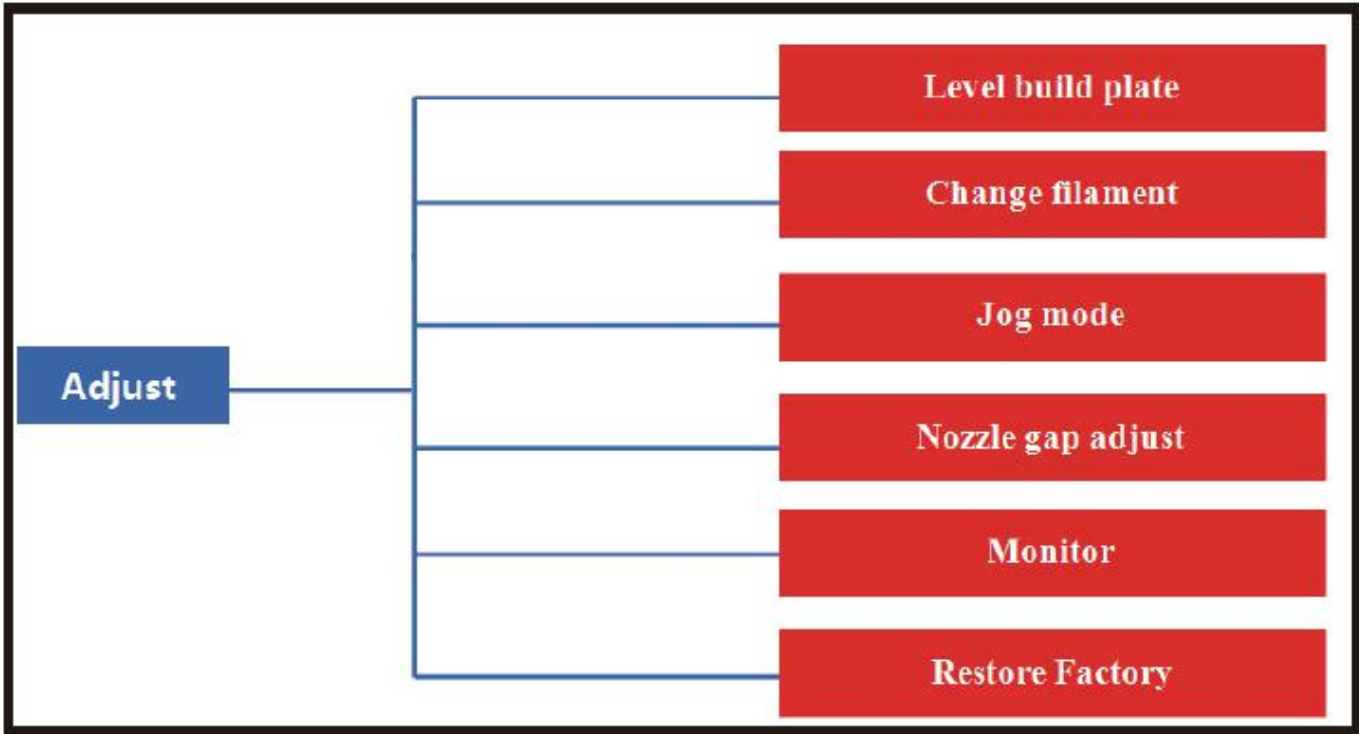 Level build plate
Change filament
Jog mode
Adjust
Nozzle gap adjust
Monitor
Restore Factory